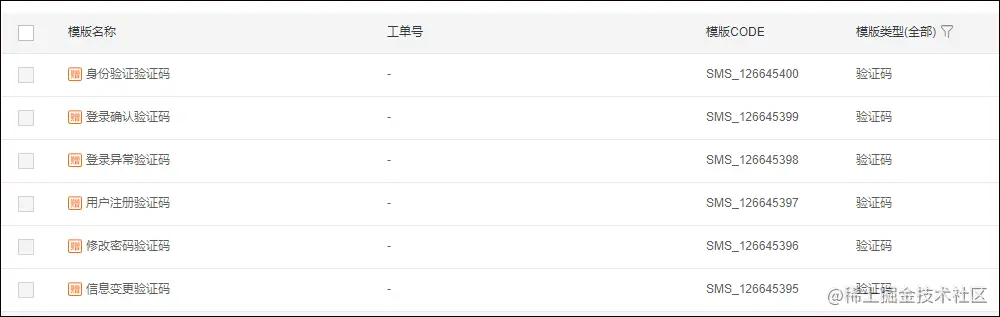 模版名称 工单号 模版CODE 模版类型(全部)
赠 身份验证验证码 - SMS_126645400 验证码
赠 登录确认验证码 - SMS_126645399 验证码
赠 登录异常验证码 - SMS_126645398 验证码
赠 用户注册验证码 - SMS_126645397 验证码
赠 修改密码验证码 - SMS_126645396 验证码
赠 信息变更验证码 - SMS_126645395 验证码
@稀土掘金技术社区